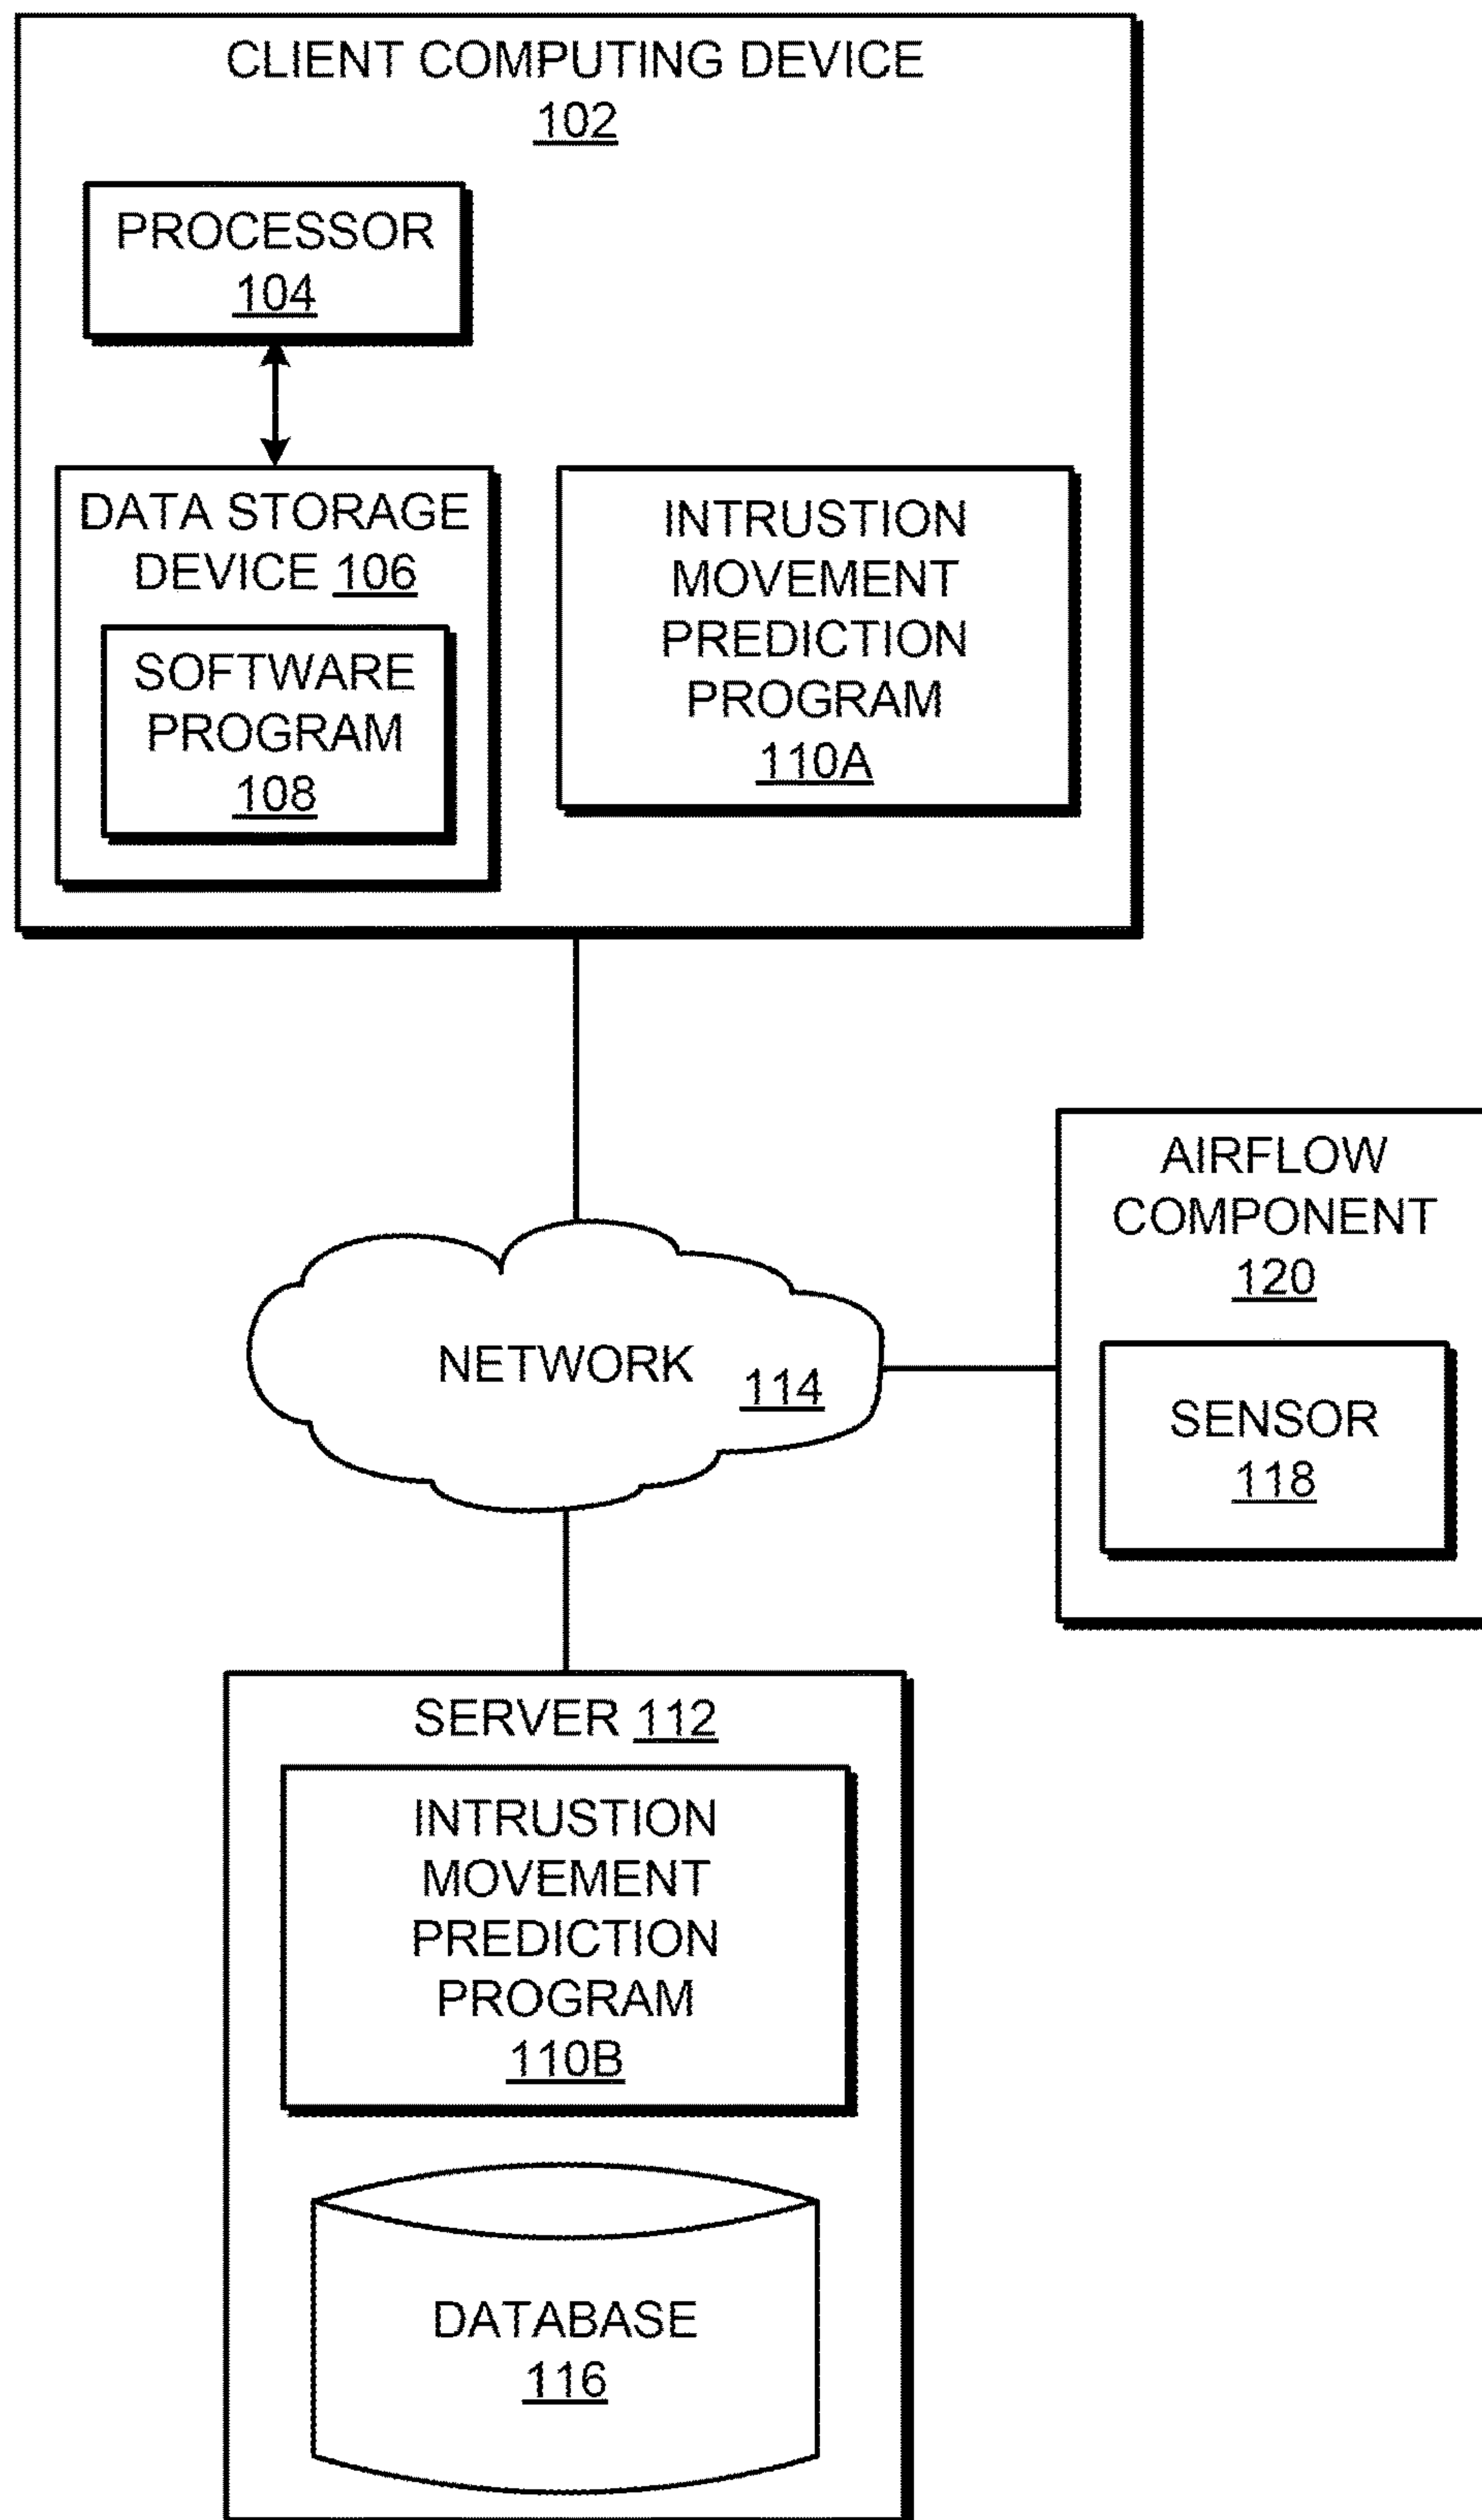 CLIENT COMPUTING DEVICE
102
PROCESSOR
104
DATA STORAGE
DEVICE 106
SOFTWARE
PROGRAM
108
INTRUSTION
MOVEMENT
PREDICTION
PROGRAM
110A
AIRFLOW
COMPONENT
120
SENSOR
118
NETWORK 114
SERVER 112
INTRUSTION
MOVEMENT
PREDICTION
PROGRAM
110B
DATABASE
116